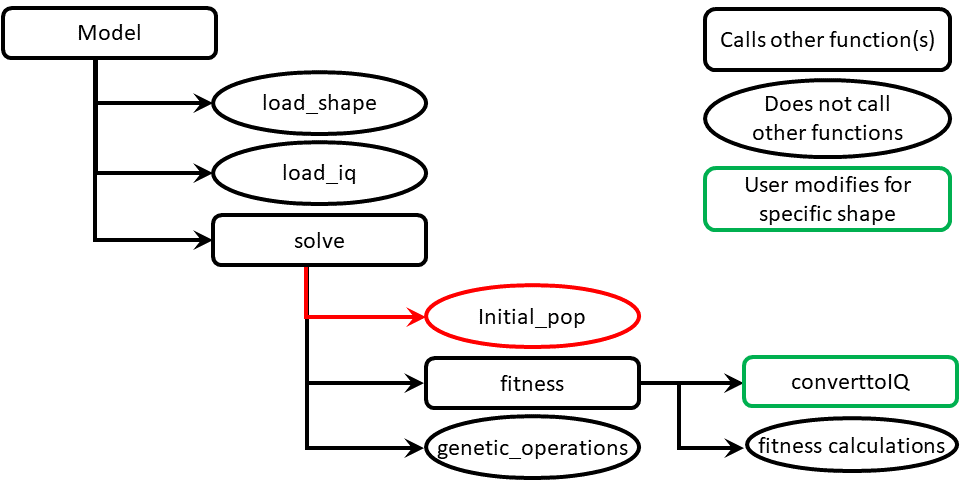 Model
load_shape
load_iq
solve
Initial_pop
fitness
genetic_operations
converttoIQ
fitness calculations
Calls other function(s)
Does not call
other functions
User modifies for
specific shape